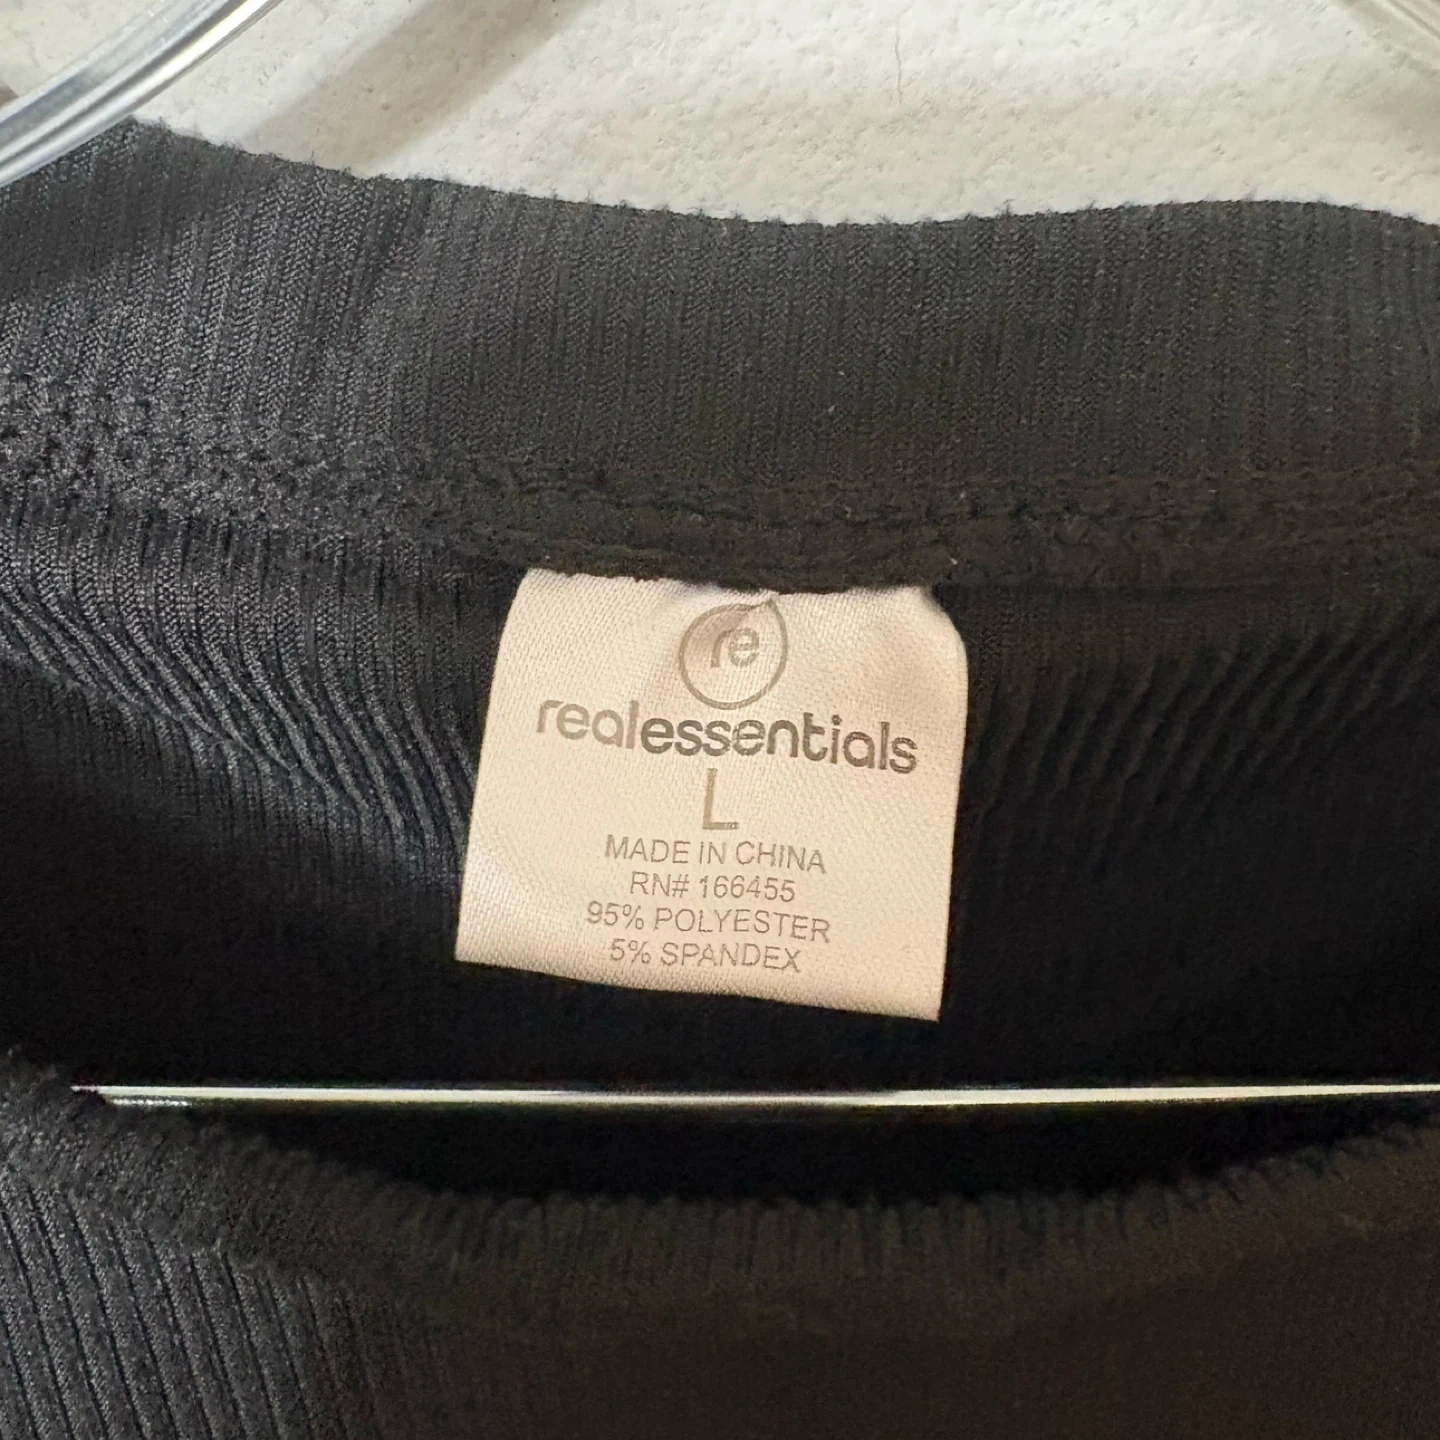 re
realessentials
L
MADE IN CHINA
RN# 166455
95% POLYESTER
5% SPANDEX